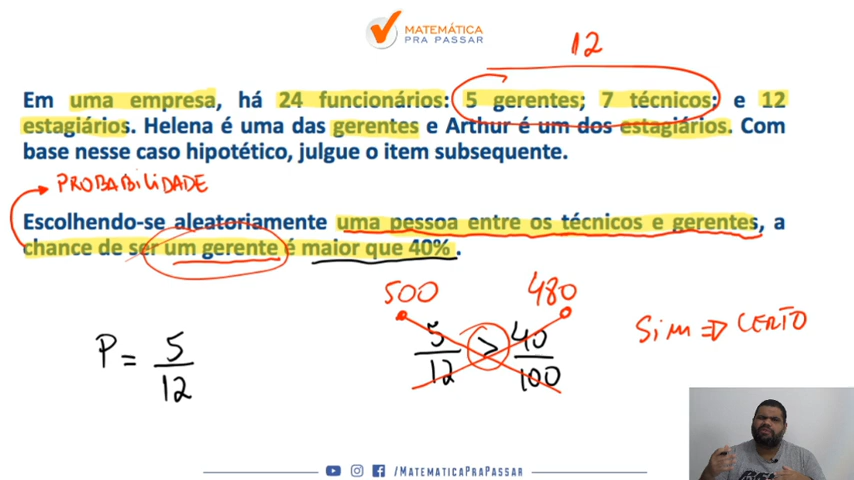 MATEMÁTICA
PRA PASSAR
12
Em uma empresa, há 24 funcionários: 5 gerentes; 7 técnicos; e 12
estagiários. Helena é uma das gerentes e Arthur é um dos estagiários. Com
base nesse caso hipotético, julgue o item subsequente.
PROBABILIDADE
Escolhendo-se aleatoriamente uma pessoa entre os técnicos e gerentes, a
chance de ser um gerente é maior que 40%.
500 480
P = 5/12
5/12 > 40/100
Sim ⇒ CERTO
/MATEMATICAPRAPASSAR